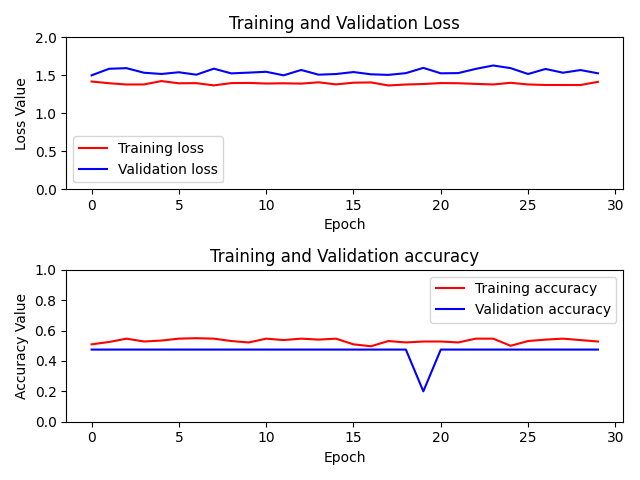 Training and Validation Loss
2.0
1.5
1.0
0.5
0.0
Loss Value
Training loss
Validation loss
0 5 10 15 20 25 30
Epoch
Training and Validation accuracy
1.0
0.8
0.6
0.4
0.2
0.0
Accuracy Value
Training accuracy
Validation accuracy
0 5 10 15 20 25 30
Epoch